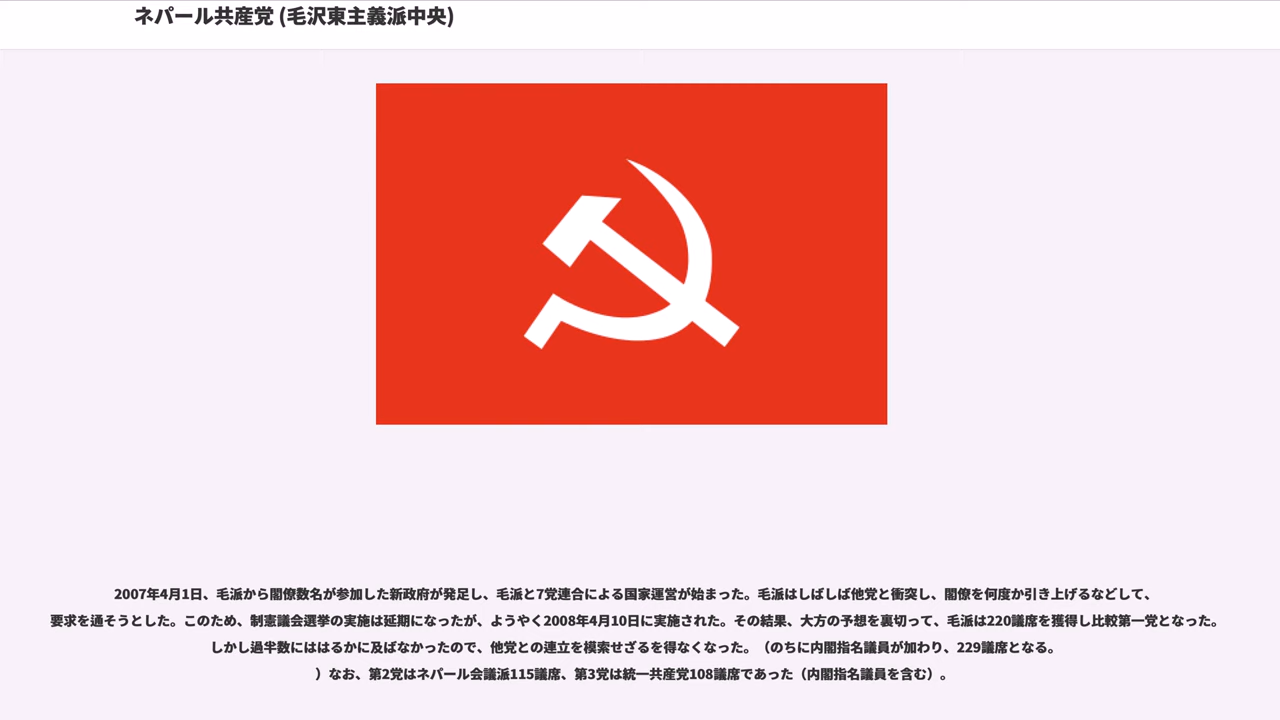 ネパール共産党 (毛沢東主義派中央)
2007年4月1日、毛派から閣僚数名が参加した新政府が発足し、毛派と7党連合による国家運営が始まった。毛派はしばしば他党と衝突し、閣僚を何度か引き上げるなどして、
要求を通そうとした。このため、制憲議会選挙の実施は延期になったが、ようやく2008年4月10日に実施された。その結果、大方の予想を裏切って、毛派は220議席を獲得し比較第一党となった。
しかし過半数にははるかに及ばなかったので、他党との連立を模索せざるを得なくなった。（のちに内閣指名議員が加わり、229議席となる。
）なお、第2党はネパール会議派115議席、第3党は統一共産党108議席であった（内閣指名議員を含む）。